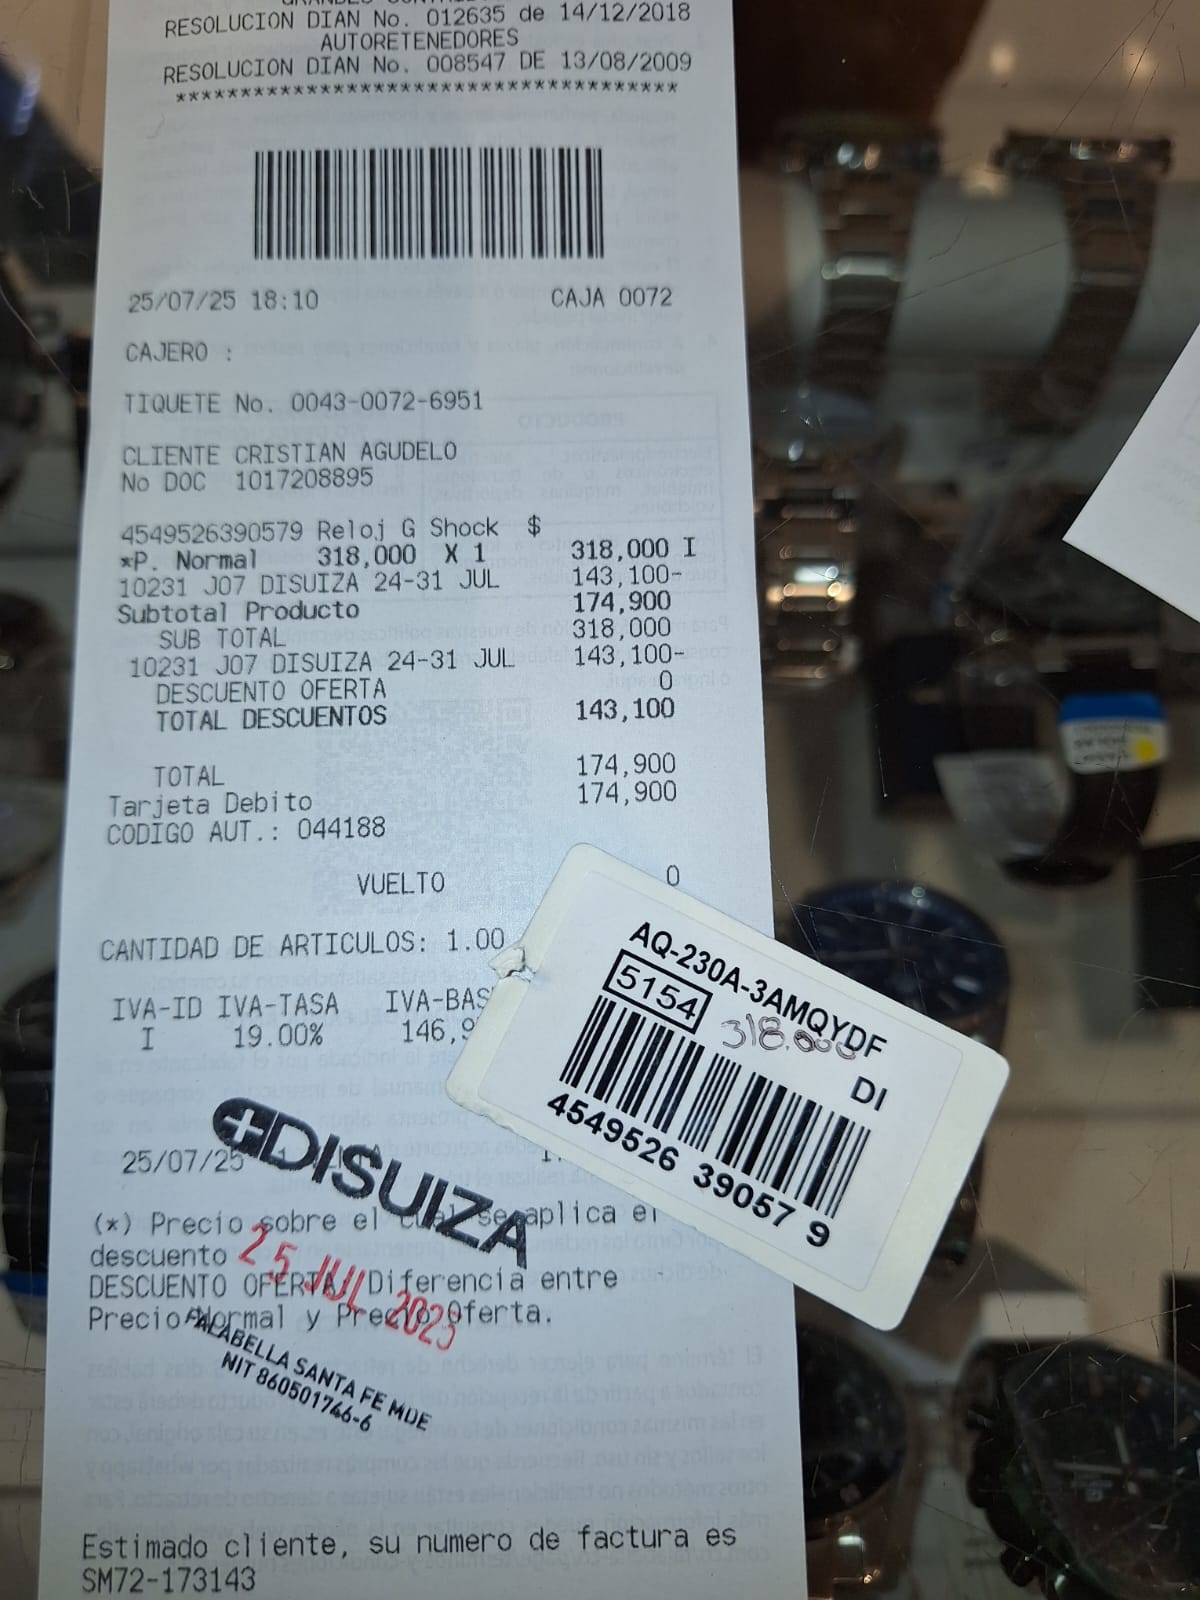 RESOLUCION DIAN No. 012635 de 14/12/2018
AUTORETENEDORES
RESOLUCION DIAN No. 008547 DE 13/08/2009
***************************************
25/07/25 18:10 CAJA 0072
CAJERO :
TIQUETE No. 0043-0072-6951
CLIENTE CRISTIAN AGUDELO
No DOC 1017208895
4549526390579 Reloj G Shock $
*P. Normal 318,000 X 1 318,000 I
10231 J07 DISUIZA 24-31 JUL 143,100-
Subtotal Producto 174,900
SUB TOTAL 318,000
10231 J07 DISUIZA 24-31 JUL 143,100-
DESCUENTO OFERTA 0
TOTAL DESCUENTOS 143,100
TOTAL 174,900
Tarjeta Debito 174,900
CODIGO AUT.: 044188
VUELTO 0
CANTIDAD DE ARTICULOS: 1.00
IVA-ID IVA-TASA IVA-BAS
I 19.00% 146,9
AQ-230A-3AMQYDF
5154
318.000
DI
4549526 39057 9
DISUIZA
25/07/25
(*) Precio sobre el cual se aplica el
descuento
25 JUL 2025
DESCUENTO OFERTA: Diferencia entre
Precio Normal y Precio Oferta.
FALABELLA SANTA FE MDE
NIT 860501746-6
Estimado cliente, su numero de factura es
SM72-173143